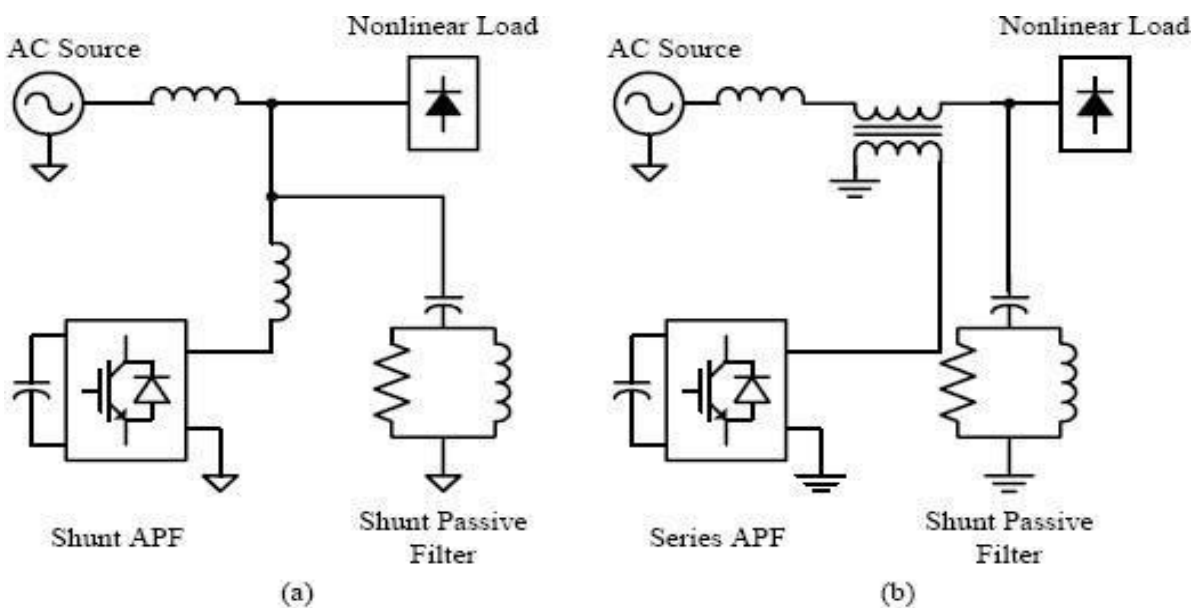 Nonlinear Load
AC Source
Shunt APF
Shunt Passive
Filter
(a)
Nonlinear Load
AC Source
Series APF
Shunt Passive
Filter
(b)